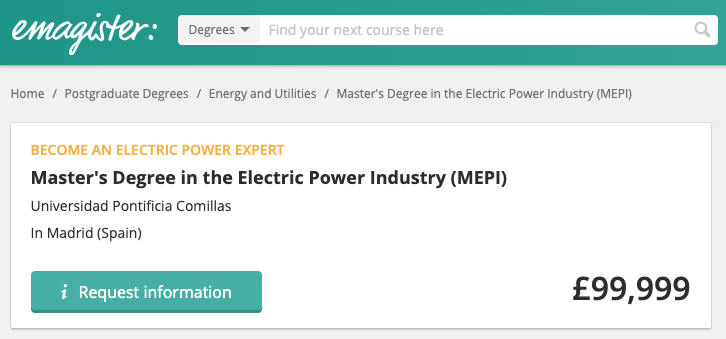 emagister:
Degrees Find your next course here
Home / Postgraduate Degrees / Energy and Utilities / Master's Degree in the Electric Power Industry (MEPI)
BECOME AN ELECTRIC POWER EXPERT
Master's Degree in the Electric Power Industry (MEPI)
Universidad Pontificia Comillas
In Madrid (Spain)
i Request information
£99,999